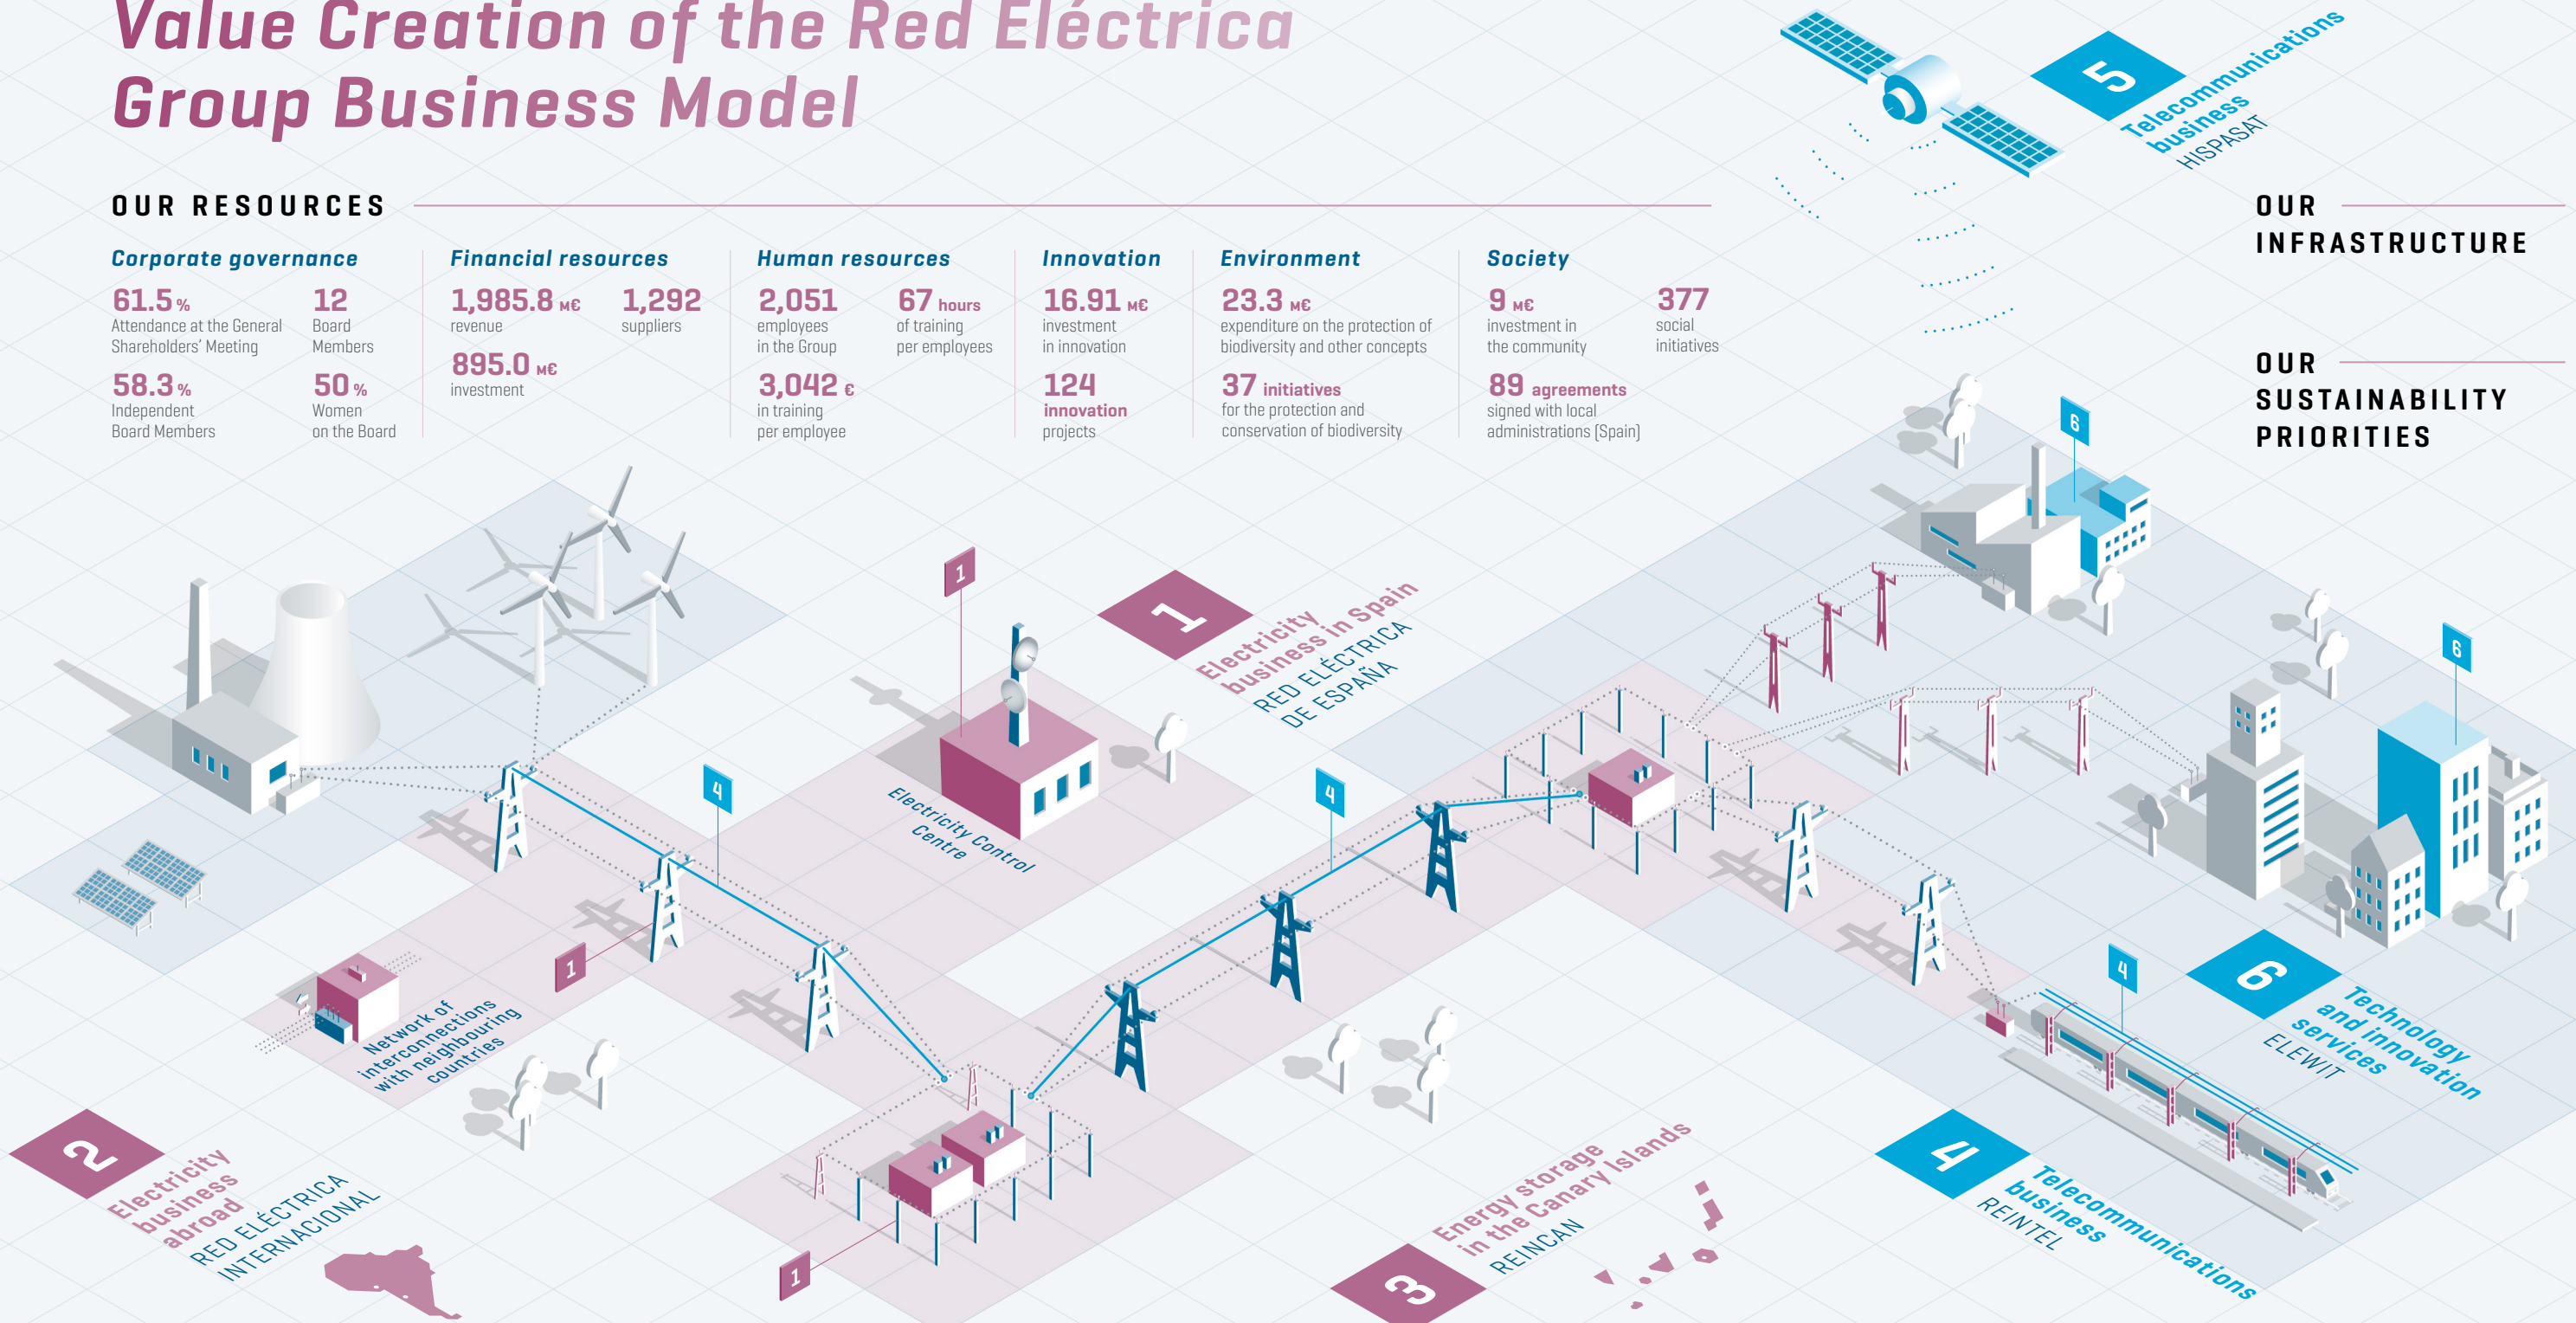 Value Creation of the Red Eléctrica
Group Business Model
OUR RESOURCES
Corporate governance
61.5 %
Attendance at the General
Shareholders' Meeting
12
Board
Members
58.3 %
Independent
Board Members
50 %
Women
on the Board
Financial resources
1,985.8 M€
revenue
1,292
suppliers
895.0 M€
investment
Human resources
2,051
employees
in the Group
67 hours
of training
per employees
3,042 €
in training
per employee
Innovation
16.91 M€
investment
in innovation
124
innovation
projects
Environment
23.3 M€
expenditure on the protection of
biodiversity and other concepts
37 initiatives
for the protection and
conservation of biodiversity
Society
9 M€
investment in
the community
377
social
initiatives
89 agreements
signed with local
administrations (Spain)
5
Telecommunications
business
HISPASAT
OUR
INFRASTRUCTURE
OUR
SUSTAINABILITY
PRIORITIES
6
1
1
Electricity
business in Spain
RED ELÉCTRICA
DE ESPAÑA
6
4
4
Electricity Control
Centre
1
Network of
interconnections
with neighbouring
countries
4
6
Technology
and innovation
services
ELEWIT
2
Electricity
business
abroad
RED ELÉCTRICA
INTERNACIONAL
1
3
Energy storage
in the Canary Islands
REINCAN
4
Telecommunications
business
REINTEL